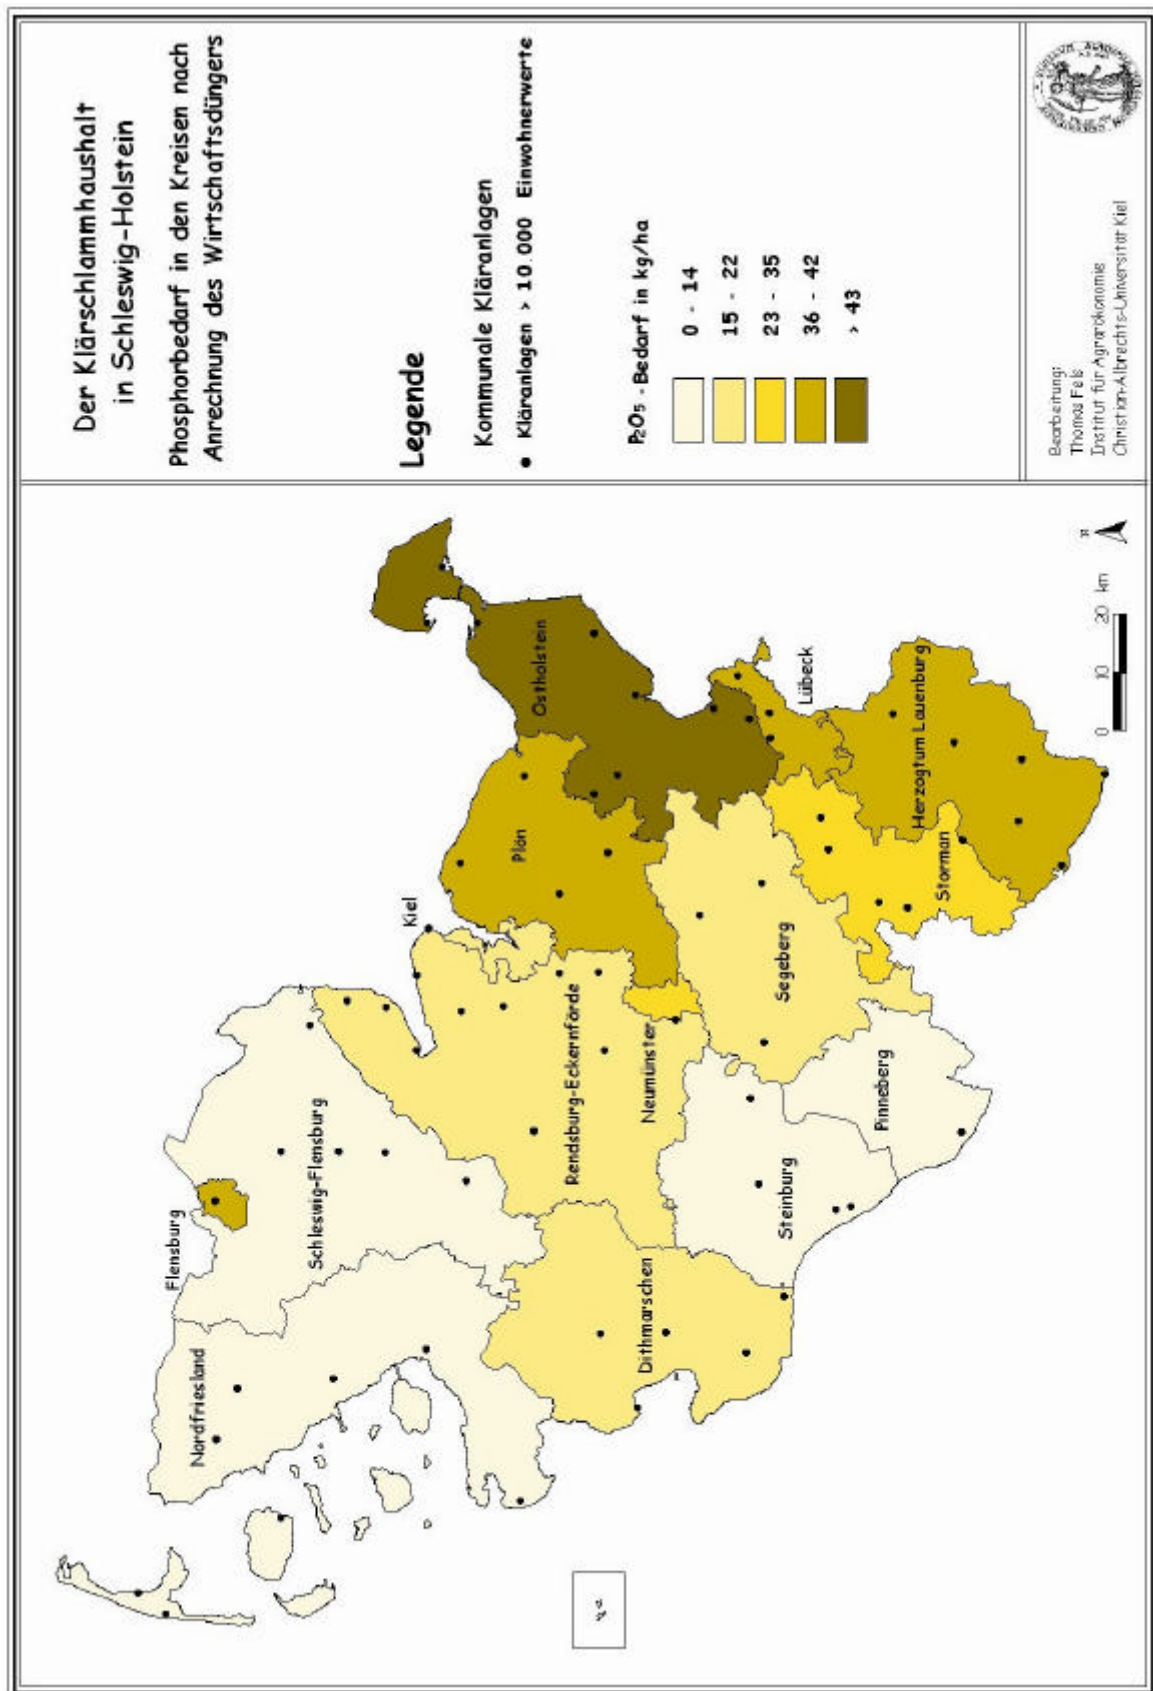 Der Klärschlammhaushalt
in Schleswig-Holstein
Phosphorbedarf in den Kreisen nach
Anrechnung des Wirtschaftsdüngers
Legende
Kommunale Kläranlagen
• Kläranlagen > 10 000 Einwohnerwerte
P2O5 - Bedarf in kg/ha
0 - 14
15 - 22
23 - 35
36 - 42
> 43
Bearbeitung:
Thomas Fels
Institut für Agrarökonomie
Christian-Albrechts-Universität Kiel
Nordfriesland
Flensburg
Schleswig-Flensburg
Kiel
Rendsburg-Eckernförde
Plön
Ostholstein
Dithmarschen
Neumünster
Steinburg
Segeberg
Lübeck
Pinneberg
Storman
Herzogtum Lauenburg
0 10 20 km